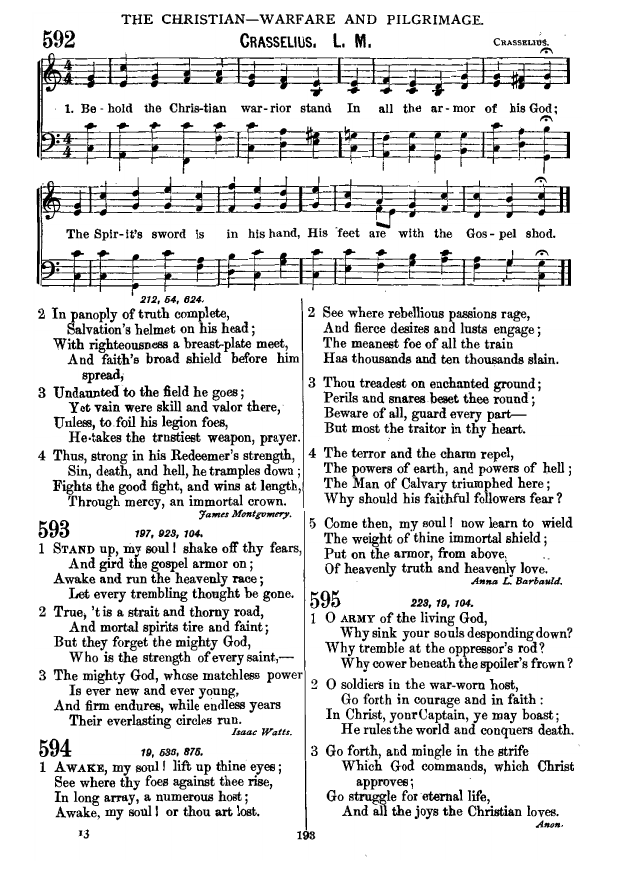 THE CHRISTIAN—WARFARE AND PILGRIMAGE.
592
CRASSELIUS. L. M.
CRASSELIUS.
1. Be - hold the Chris-tian war-rior stand In all the ar-mor of his God;
The Spir-it's sword is in his hand, His feet are with the Gos-pel shod.
212, 54, 624.
2 In panoply of truth complete,
Salvation's helmet on his head;
With righteousness a breast-plate meet,
And faith's broad shield before him
spread,
3 Undaunted to the field he goes;
Yet vain were skill and valor there,
Unless, to foil his legion foes,
He takes the trustiest weapon, prayer.
4 Thus, strong in his Redeemer's strength,
Sin, death, and hell, he tramples down;
Fights the good fight, and wins at length,
Through mercy, an immortal crown.
James Montgomery.
593
197, 923, 104.
1 STAND up, my soul! shake off thy fears,
And gird the gospel armor on;
Awake and run the heavenly race;
Let every trembling thought be gone.
2 True, 't is a strait and thorny road,
And mortal spirits tire and faint;
But they forget the mighty God,
Who is the strength of every saint,—
3 The mighty God, whose matchless power
Is ever new and ever young,
And firm endures, while endless years
Their everlasting circles run.
Isaac Watts.
594
19, 535, 875.
1 AWAKE, my soul! lift up thine eyes;
See where thy foes against thee rise,
In long array, a numerous host;
Awake, my soul! or thou art lost.
2 See where rebellious passions rage,
And fierce desires and lusts engage;
The meanest foe of all the train
Has thousands and ten thousands slain.
3 Thou treadest on enchanted ground;
Perils and snares beset thee round;
Beware of all, guard every part—
But most the traitor in thy heart.
4 The terror and the charm repel,
The powers of earth, and powers of hell;
The Man of Calvary triumphed here;
Why should his faithful followers fear?
5 Come then, my soul! now learn to wield
The weight of thine immortal shield;
Put on the armor, from above,
Of heavenly truth and heavenly love.
Anna L. Barbauld.
595
223, 19, 104.
1 O ARMY of the living God,
Why sink your souls desponding down?
Why tremble at the oppressor's rod?
Why cower beneath the spoiler's frown?
2 O soldiers in the war-worn host,
Go forth in courage and in faith:
In Christ, your Captain, ye may boast;
He rules the world and conquers death.
3 Go forth, and mingle in the strife
Which God commands, which Christ
approves;
Go struggle for eternal life,
And all the joys the Christian loves.
Anon.
13
193